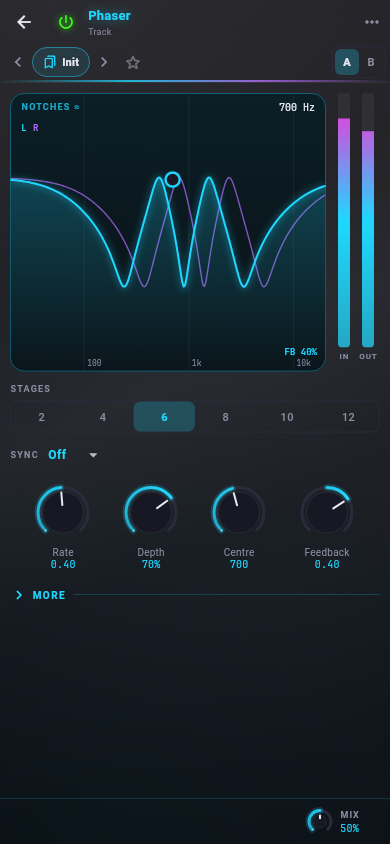 Phaser
Track
Init
A B
NOTCHES ≈ 700 Hz
L R
FB 40%
100 1k 10k
IN OUT
STAGES
2 4 6 8 10 12
SYNC Off
Rate Depth Centre Feedback
0.40 70% 700 0.40
MORE
MIX
50%